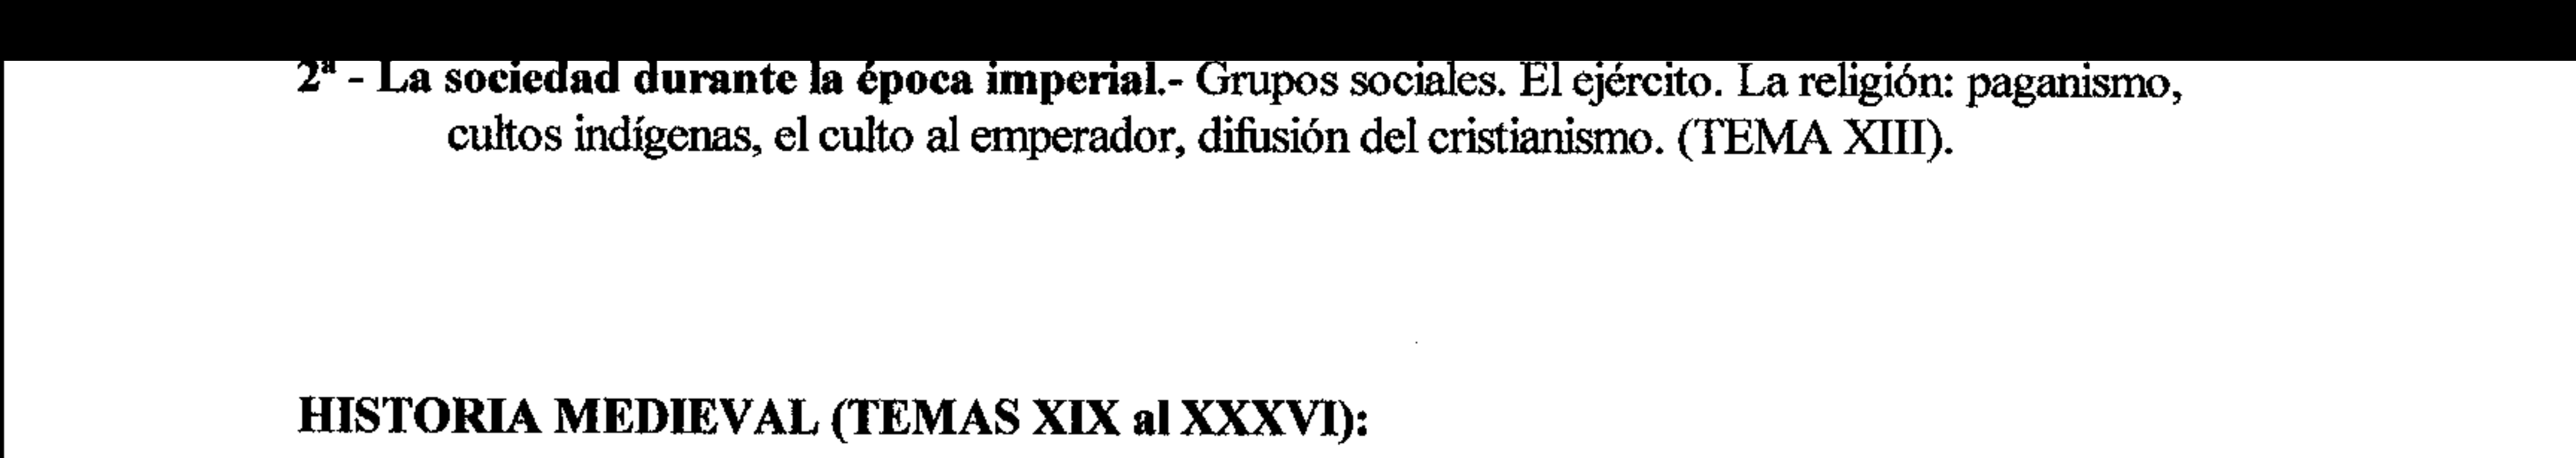 2ª - La sociedad durante la época imperial.- Grupos sociales. El ejército. La religión: paganismo,
cultos indígenas, el culto al emperador, difusión del cristianismo. (TEMA XIII).
HISTORIA MEDIEVAL (TEMAS XIX al XXXVI):